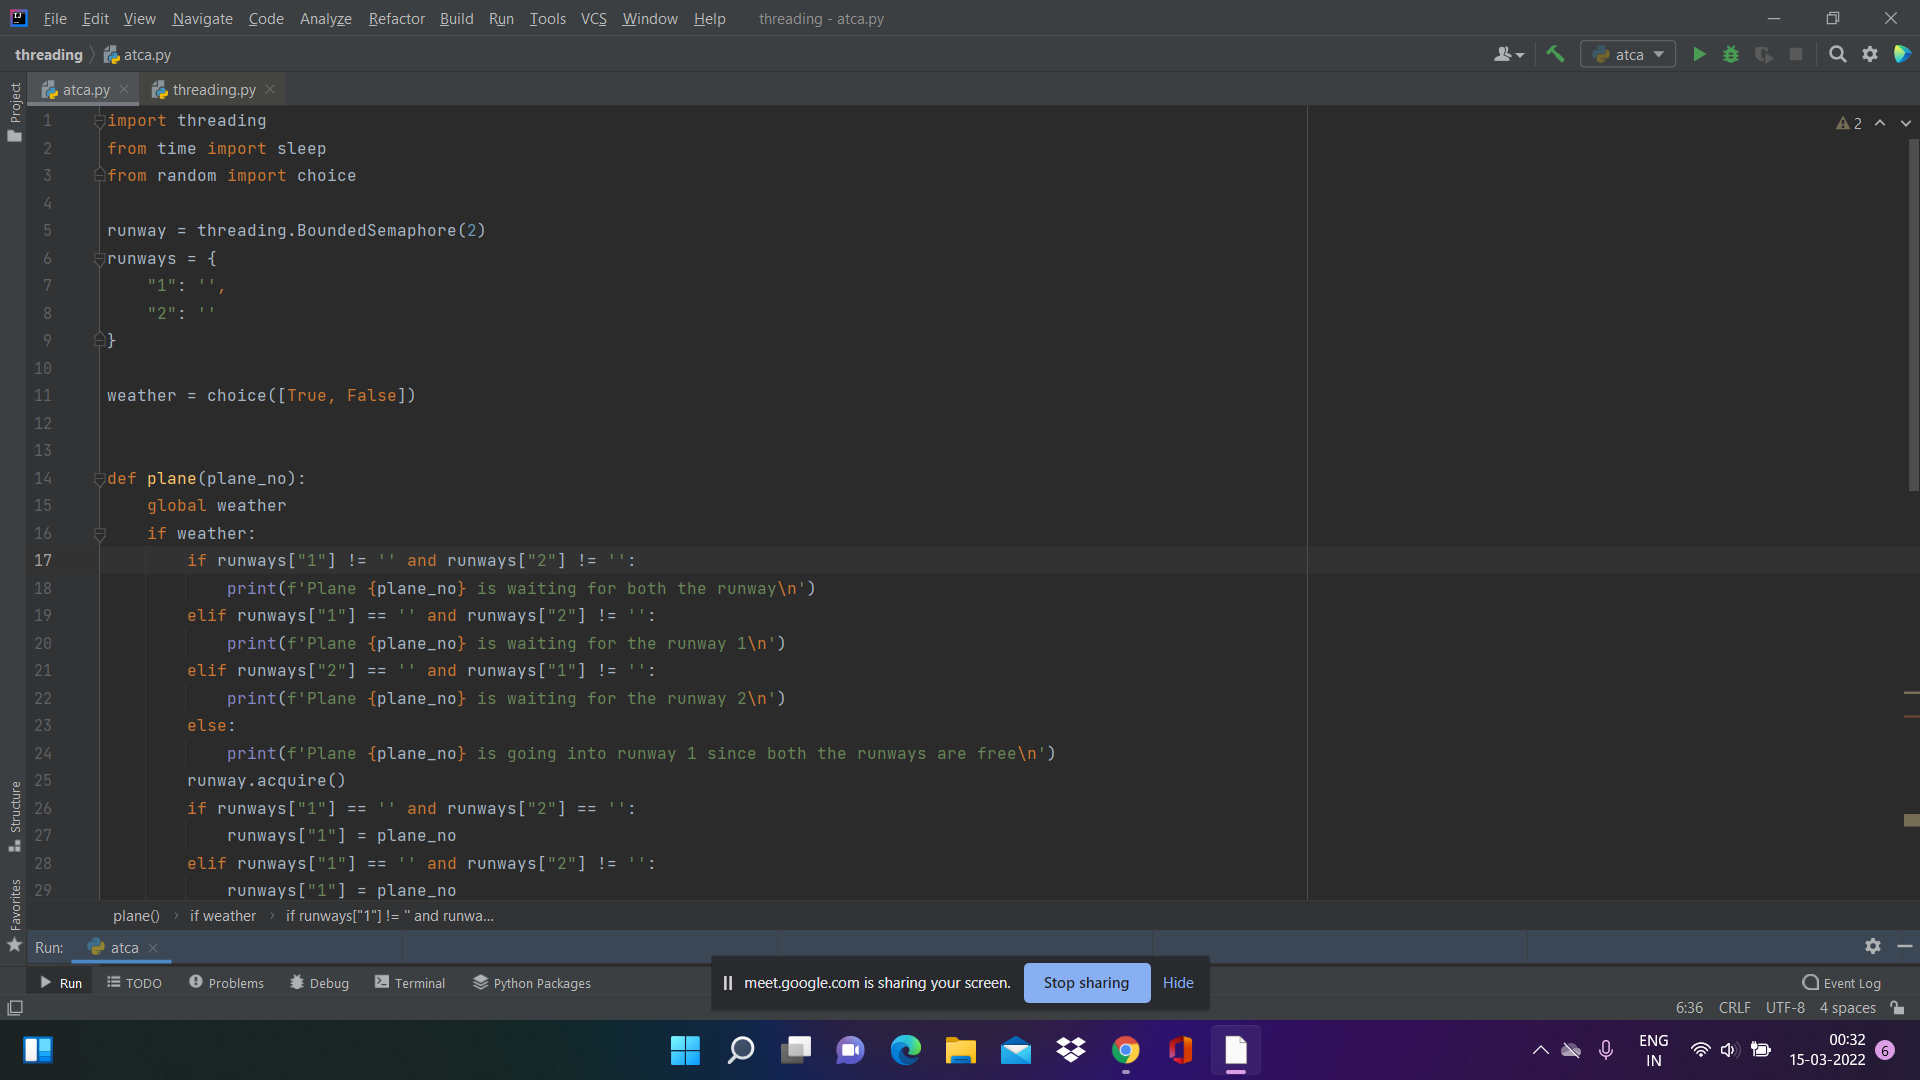 File Edit View Navigate Code Analyze Refactor Build Run Tools VCS Window Help threading - atca.py
threading atca.py atca
Project
atca.py threading.py
1 import threading
2 from time import sleep
3 from random import choice
4
5 runway = threading.BoundedSemaphore(2)
6 runways = {
7 "1": '',
8 "2": ''
9 }
10
11 weather = choice([True, False])
12
13
14 def plane(plane_no):
15 global weather
16 if weather:
17 if runways["1"] != '' and runways["2"] != '':
18 print(f'Plane {plane_no} is waiting for both the runway\n')
19 elif runways["1"] == '' and runways["2"] != '':
20 print(f'Plane {plane_no} is waiting for the runway 1\n')
21 elif runways["2"] == '' and runways["1"] != '':
22 print(f'Plane {plane_no} is waiting for the runway 2\n')
23 else:
24 print(f'Plane {plane_no} is going into runway 1 since both the runways are free\n')
25 runway.acquire()
26 if runways["1"] == '' and runways["2"] == '':
27 runways["1"] = plane_no
28 elif runways["1"] == '' and runways["2"] != '':
29 runways["1"] = plane_no
2
Structure
Favorites
plane() › if weather › if runways["1"] != '' and runwa...
Run: atca
Run TODO Problems Debug Terminal Python Packages Event Log
meet.google.com is sharing your screen. Stop sharing Hide
6:36 CRLF UTF-8 4 spaces
ENG
IN
00:32
15-03-2022
6